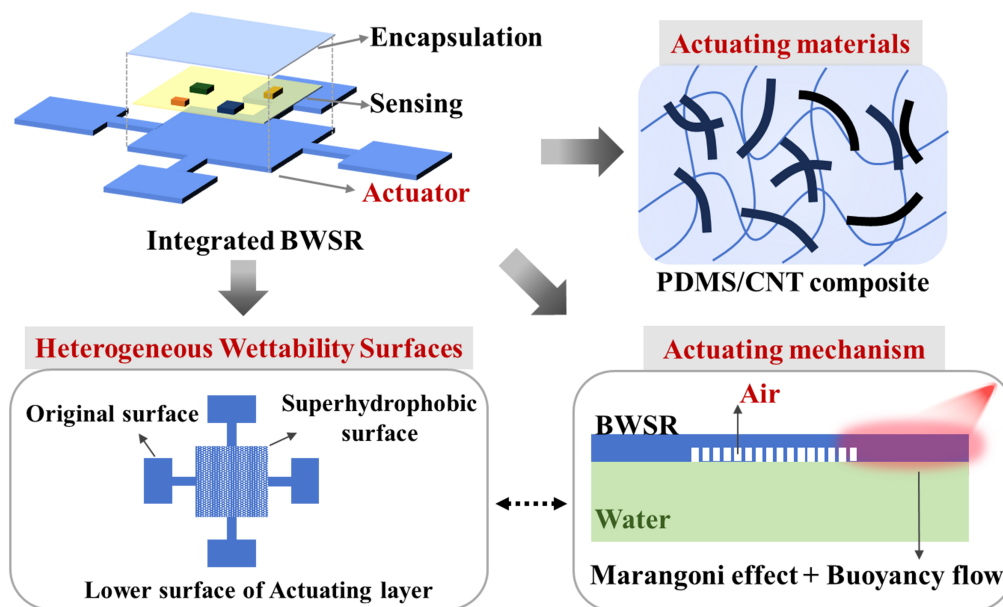 Encapsulation
Sensing
Actuator
Integrated BWSR
Actuating materials
PDMS/CNT composite
Heterogeneous Wettability Surfaces
Original surface
Superhydrophobic
surface
Lower surface of Actuating layer
Actuating mechanism
Air
BWSR
Water
Marangoni effect + Buoyancy flow